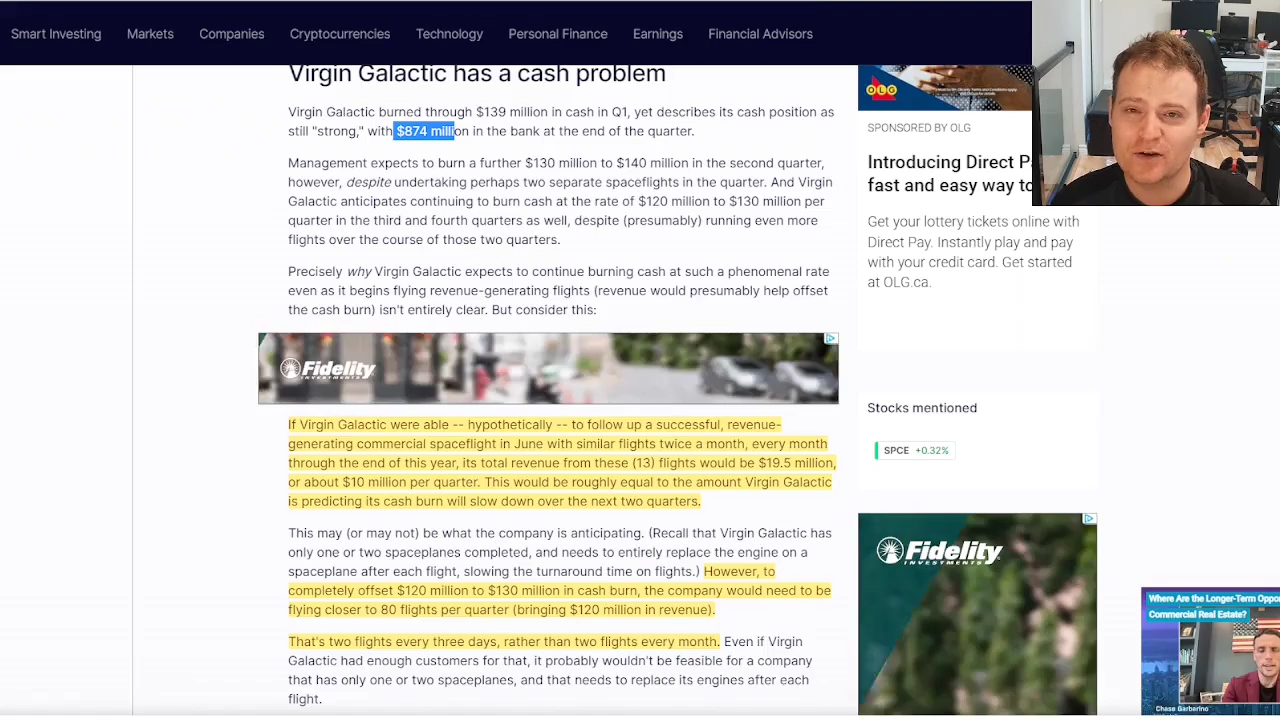 Smart Investing Markets Companies Cryptocurrencies Technology Personal Finance Earnings Financial Advisors
Virgin Galactic has a cash problem
Virgin Galactic burned through $139 million in cash in Q1, yet describes its cash position as
still "strong," with $874 million in the bank at the end of the quarter.
Management expects to burn a further $130 million to $140 million in the second quarter,
however, despite undertaking perhaps two separate spaceflights in the quarter. And Virgin
Galactic anticipates continuing to burn cash at the rate of $120 million to $130 million per
quarter in the third and fourth quarters as well, despite (presumably) running even more
flights over the course of those two quarters.
Precisely why Virgin Galactic expects to continue burning cash at such a phenomenal rate
even as it begins flying revenue-generating flights (revenue would presumably help offset
the cash burn) isn't entirely clear. But consider this:
Fidelity
INVESTMENTS
If Virgin Galactic were able -- hypothetically -- to follow up a successful, revenue-
generating commercial spaceflight in June with similar flights twice a month, every month
through the end of this year, its total revenue from these (13) flights would be $19.5 million,
or about $10 million per quarter. This would be roughly equal to the amount Virgin Galactic
is predicting its cash burn will slow down over the next two quarters.
This may (or may not) be what the company is anticipating. (Recall that Virgin Galactic has
only one or two spaceplanes completed, and needs to entirely replace the engine on a
spaceplane after each flight, slowing the turnaround time on flights.) However, to
completely offset $120 million to $130 million in cash burn, the company would need to be
flying closer to 80 flights per quarter (bringing $120 million in revenue).
That's two flights every three days, rather than two flights every month. Even if Virgin
Galactic had enough customers for that, it probably wouldn't be feasible for a company
that has only one or two spaceplanes, and that needs to replace its engines after each
flight.
OLG
SPONSORED BY OLG
Introducing Direct P
fast and easy way to
Get your lottery tickets online with
Direct Pay. Instantly play and pay
with your credit card. Get started
at OLG.ca.
Stocks mentioned
SPCE +0.32%
Fidelity
INVESTMENTS
Where Are the Longer-Term Oppor
Commercial Real Estate?
Chase Garbarino